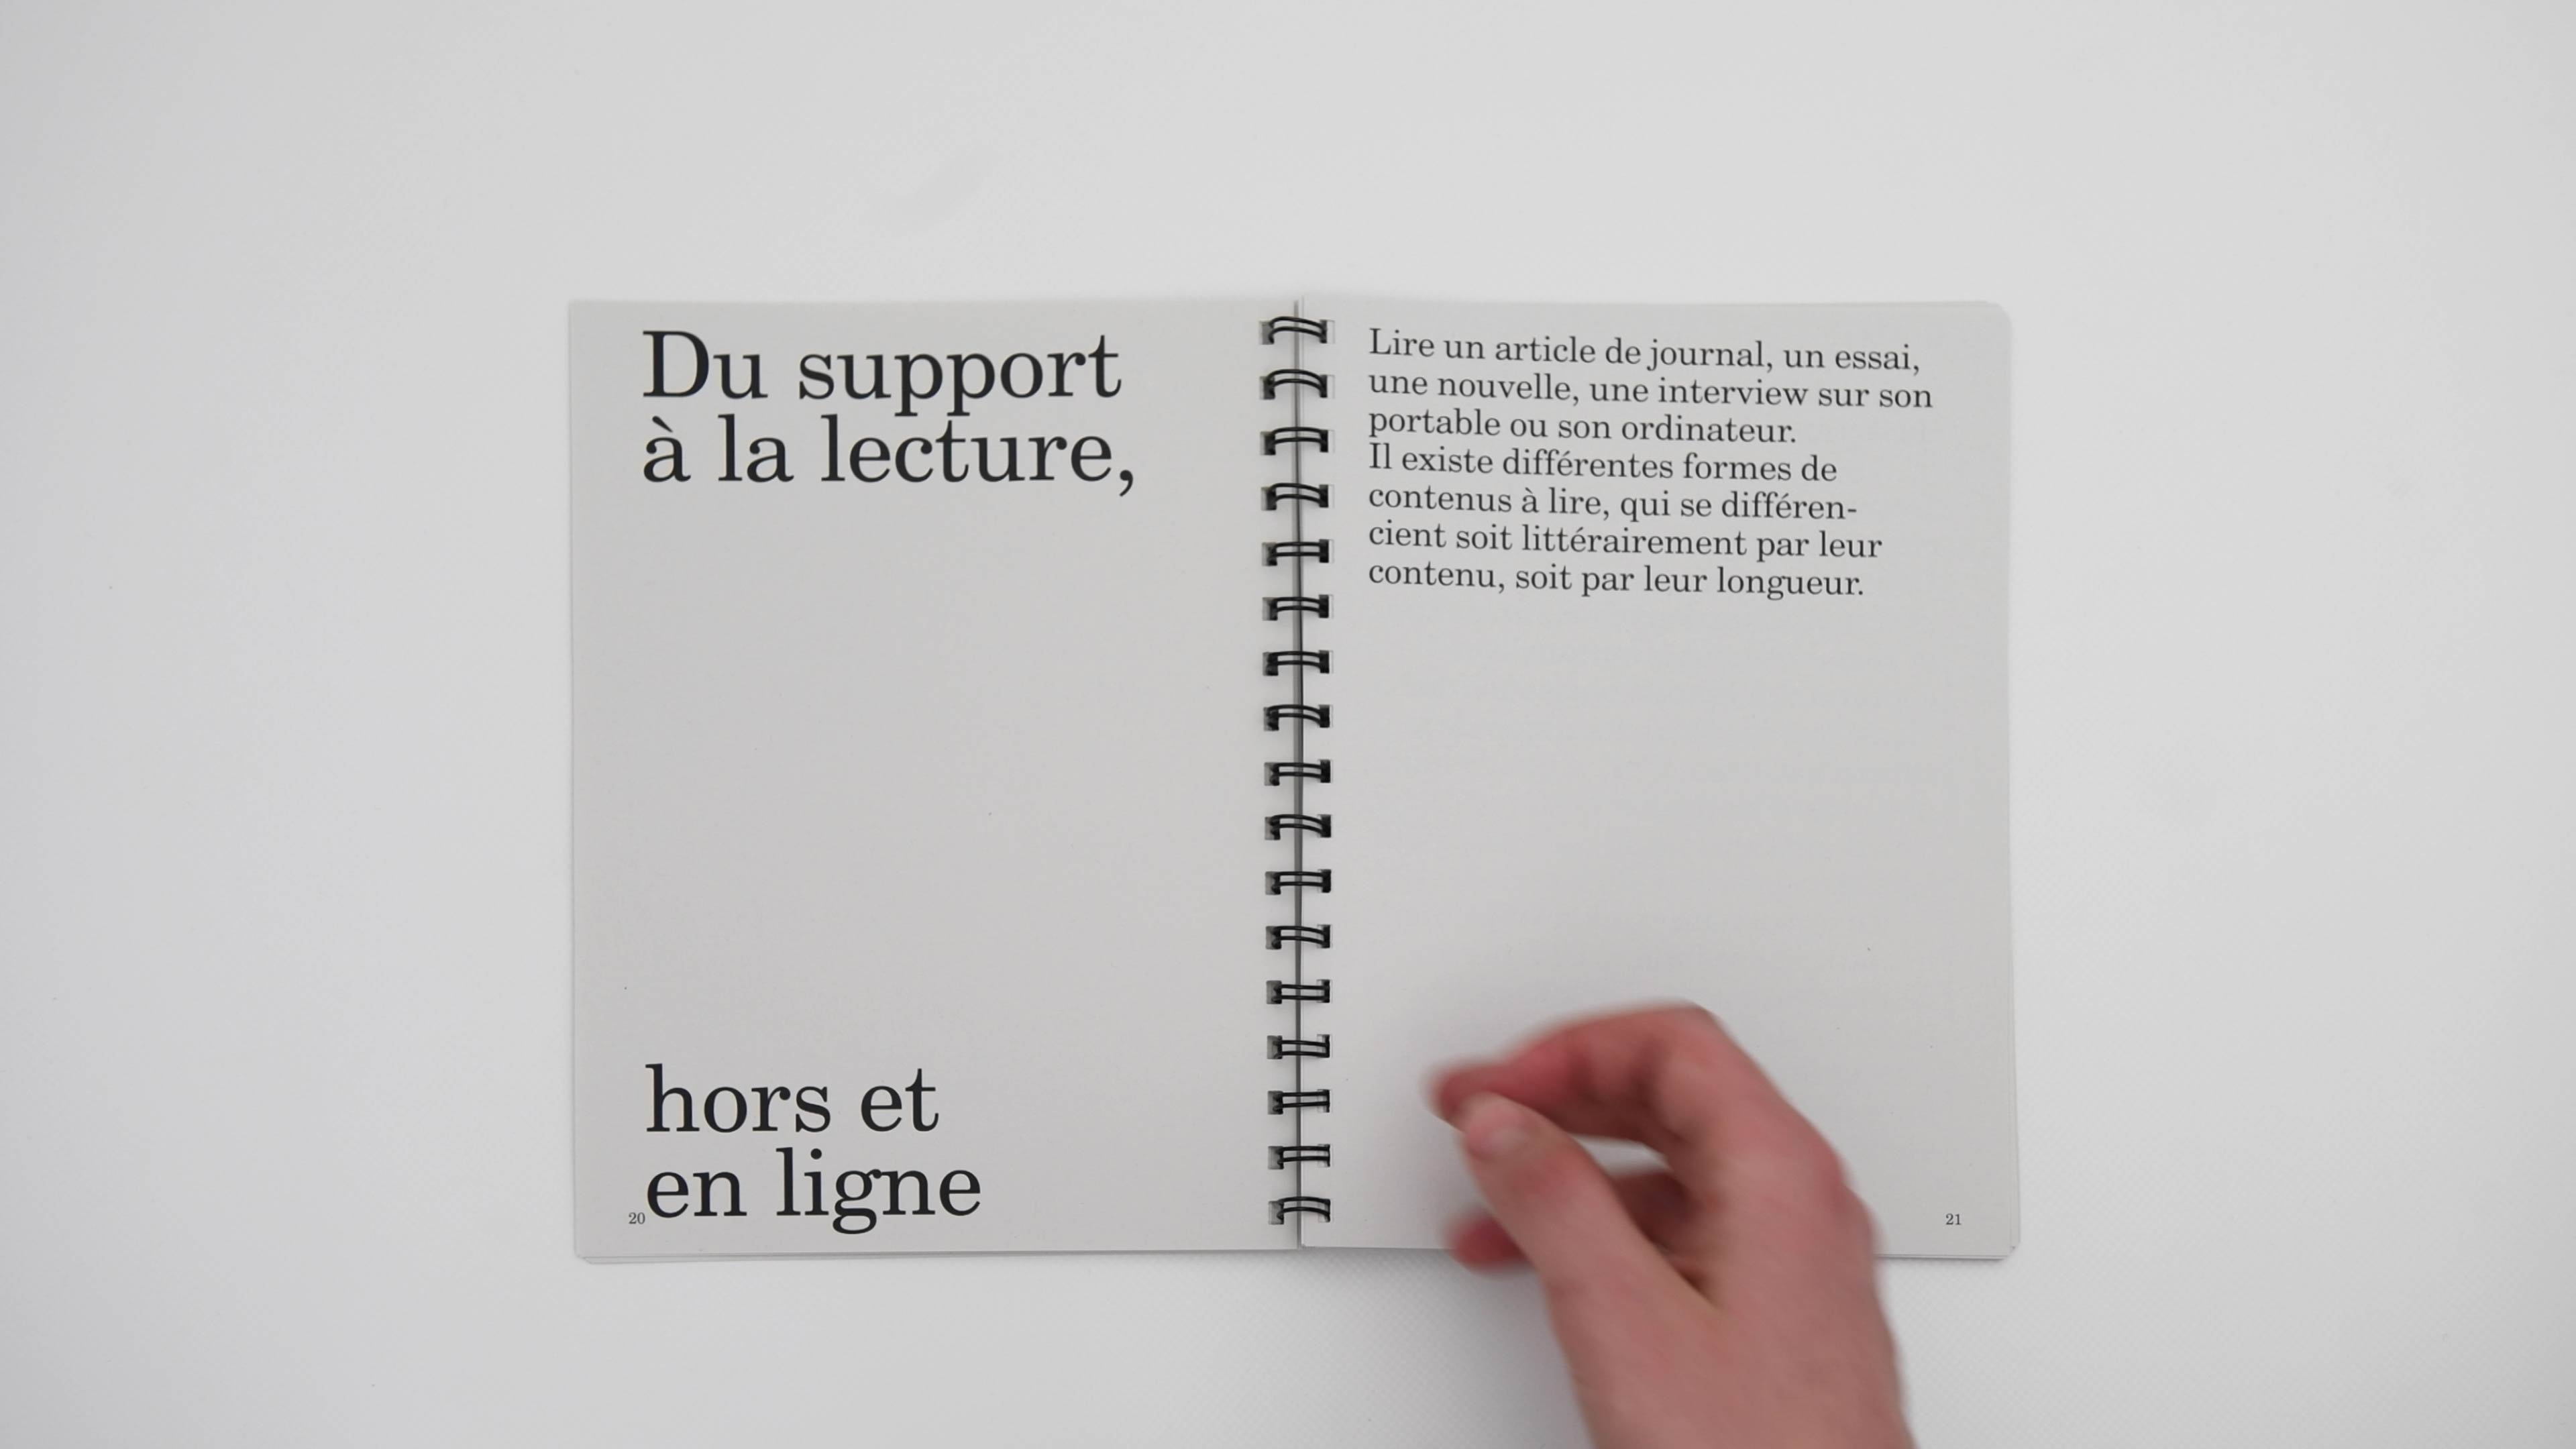 Du support
à la lecture,
hors et
en ligne
20
Lire un article de journal, un essai,
une nouvelle, une interview sur son
portable ou son ordinateur.
Il existe différentes formes de
contenus à lire, qui se différen-
cient soit littérairement par leur
contenu, soit par leur longueur.
21